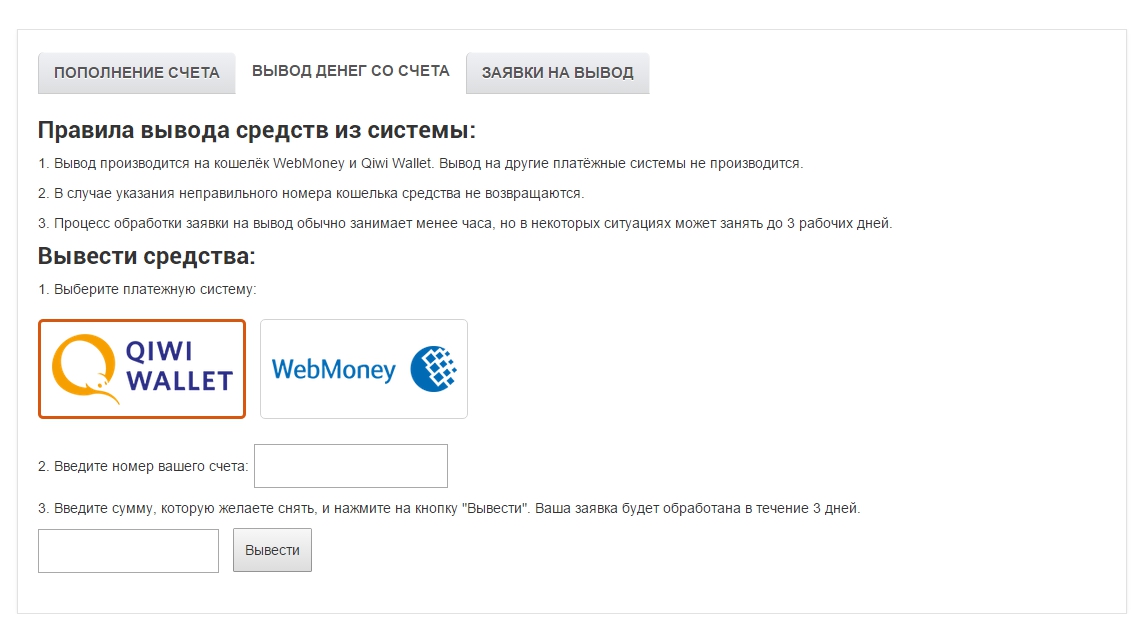 ПОПОЛНЕНИЕ СЧЕТА ВЫВОД ДЕНЕГ СО СЧЕТА ЗАЯВКИ НА ВЫВОД
Правила вывода средств из системы:
1. Вывод производится на кошелёк WebMoney и Qiwi Wallet. Вывод на другие платёжные системы не производится.
2. В случае указания неправильного номера кошелька средства не возвращаются.
3. Процесс обработки заявки на вывод обычно занимает менее часа, но в некоторых ситуациях может занять до 3 рабочих дней.
Вывести средства:
1. Выберите платежную систему:
QIWI
WALLET
WebMoney
2. Введите номер вашего счета:
3. Введите сумму, которую желаете снять, и нажмите на кнопку "Вывести". Ваша заявка будет обработана в течение 3 дней.
Вывести